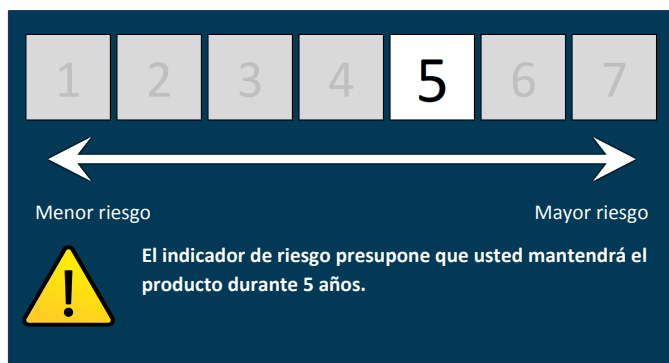 1 2 3 4 5 6 7
Menor riesgo Mayor riesgo
El indicador de riesgo presupone que usted mantendrá el
producto durante 5 años.